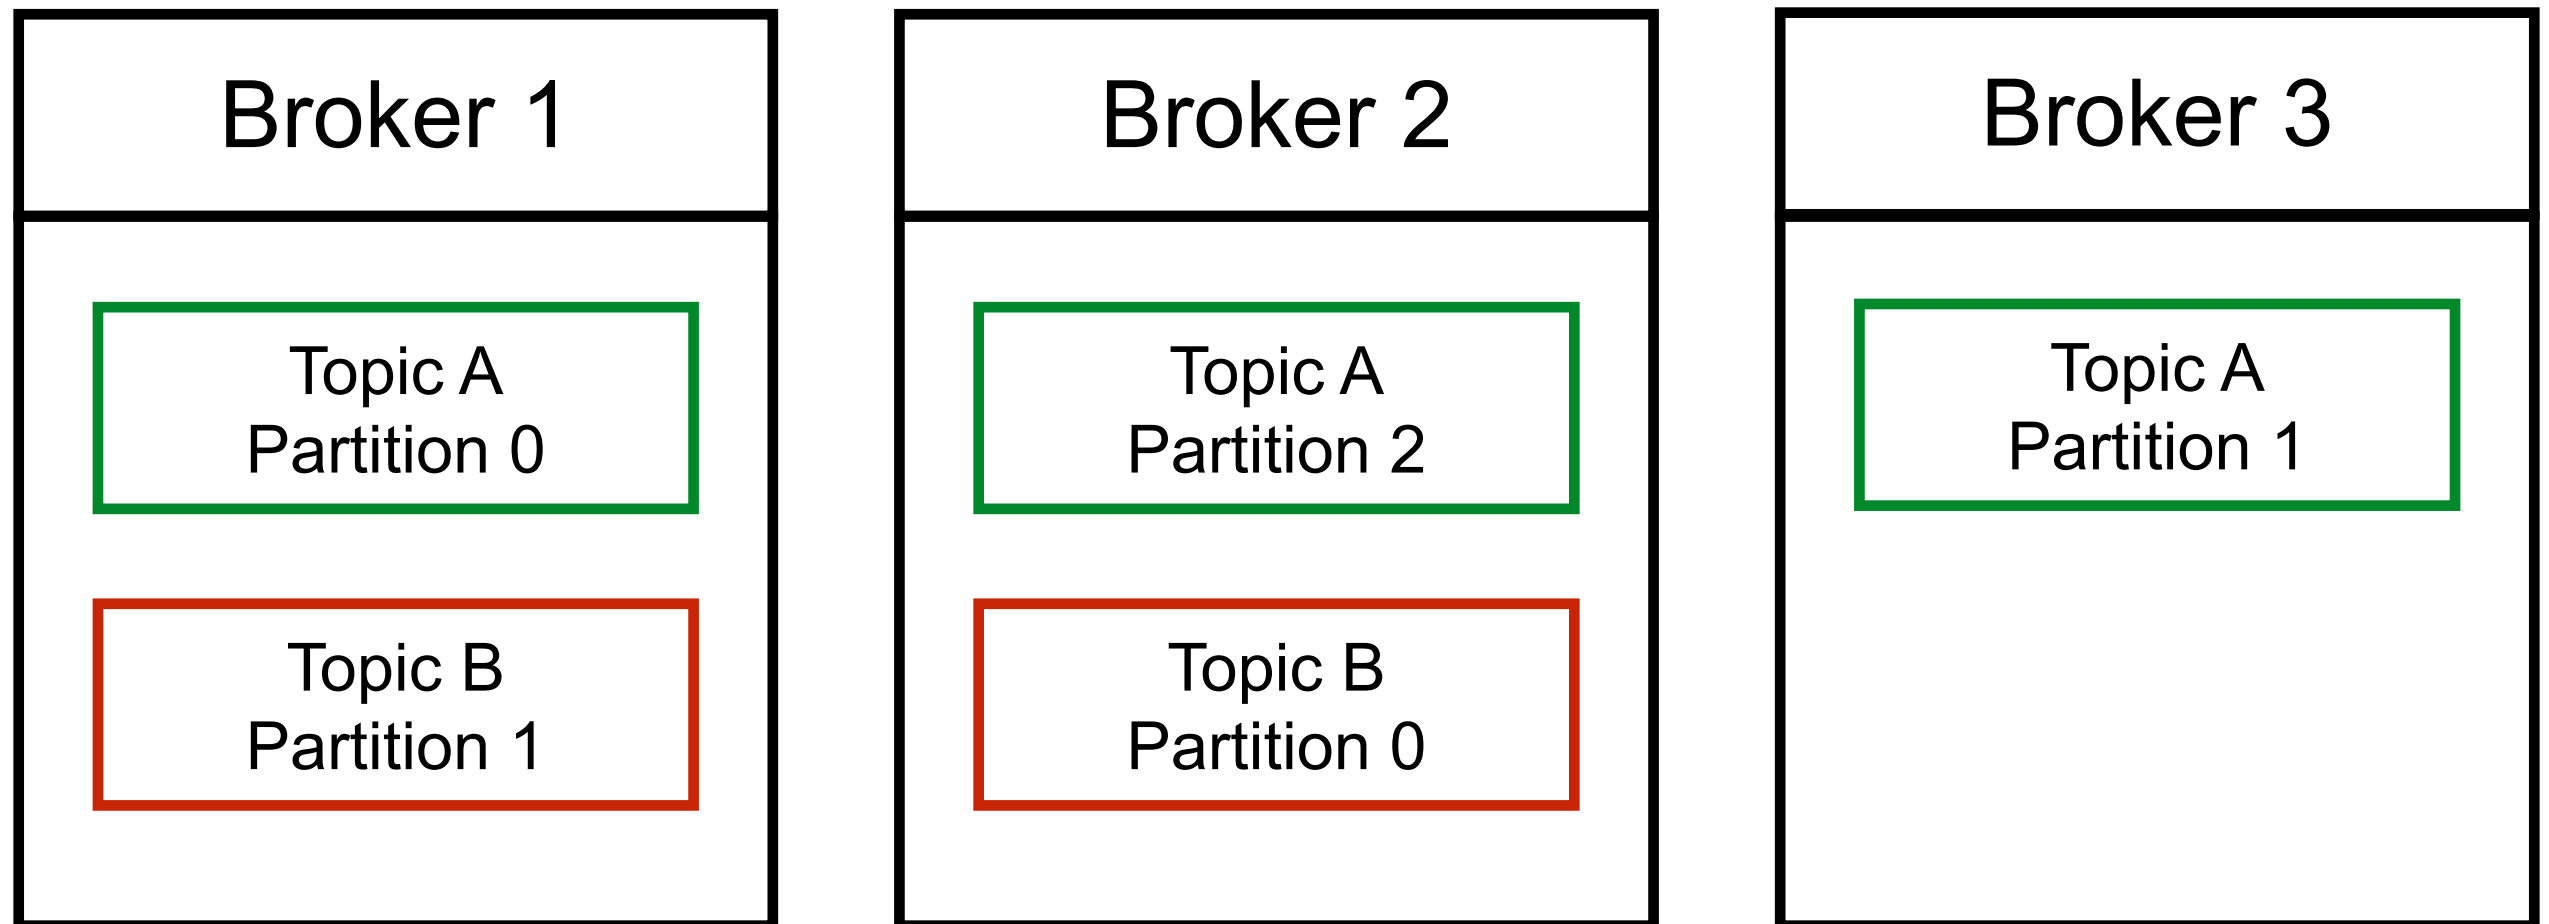 Broker 1
Topic A
Partition 0
Topic B
Partition 1
Broker 2
Topic A
Partition 2
Topic B
Partition 0
Broker 3
Topic A
Partition 1